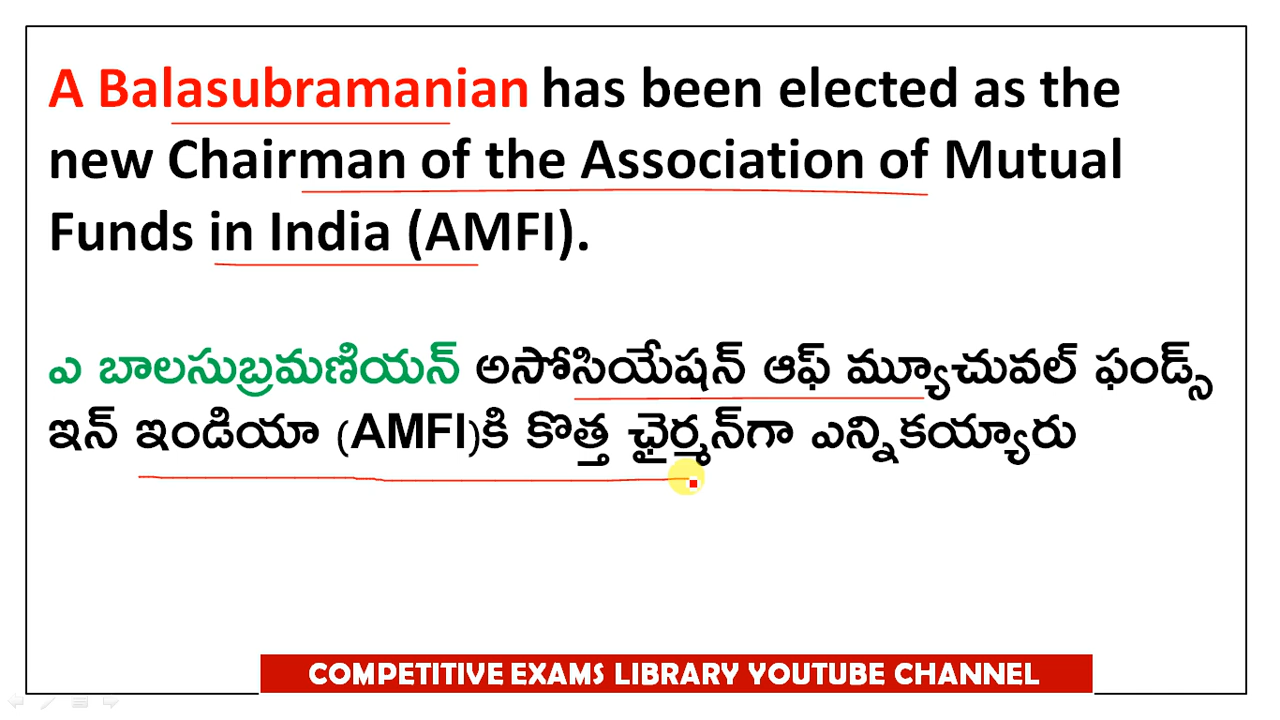 A Balasubramanian has been elected as the
new Chairman of the Association of Mutual
Funds in India (AMFI).
ఎ బాలసుబ్రమణియన్ అసోసియేషన్ ఆఫ్ మ్యూచువల్ ఫండ్స్
ఇన్ ఇండియా (AMFI)కి కొత్త ఛైర్మన్‌గా ఎన్నికయ్యారు
COMPETITIVE EXAMS LIBRARY YOUTUBE CHANNEL